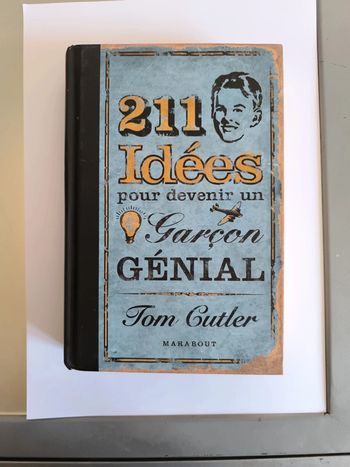 211
Idées
pour devenir un
Garçon
GÉNIAL
Tom Cutler
MARABOUT